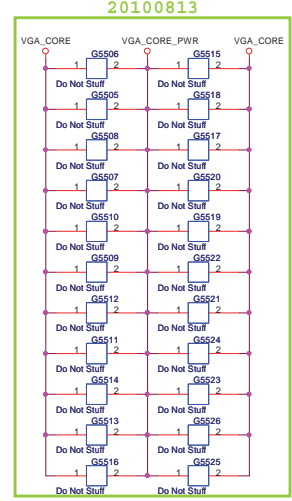 20100813
VGA_CORE VGA_CORE_PWR VGA_CORE
G5506 G5515
1 2 1 2
Do Not Stuff Do Not Stuff
G5505 G5518
1 2 1 2
Do Not Stuff Do Not Stuff
G5508 G5517
1 2 1 2
Do Not Stuff Do Not Stuff
G5507 G5520
1 2 1 2
Do Not Stuff Do Not Stuff
G5510 G5519
1 2 1 2
Do Not Stuff Do Not Stuff
G5509 G5522
1 2 1 2
Do Not Stuff Do Not Stuff
G5512 G5521
1 2 1 2
Do Not Stuff Do Not Stuff
G5511 G5524
1 2 1 2
Do Not Stuff Do Not Stuff
G5514 G5523
1 2 1 2
Do Not Stuff Do Not Stuff
G5513 G5526
1 2 1 2
Do Not Stuff Do Not Stuff
G5516 G5525
1 2 1 2
Do Not Stuff Do Not Stuff